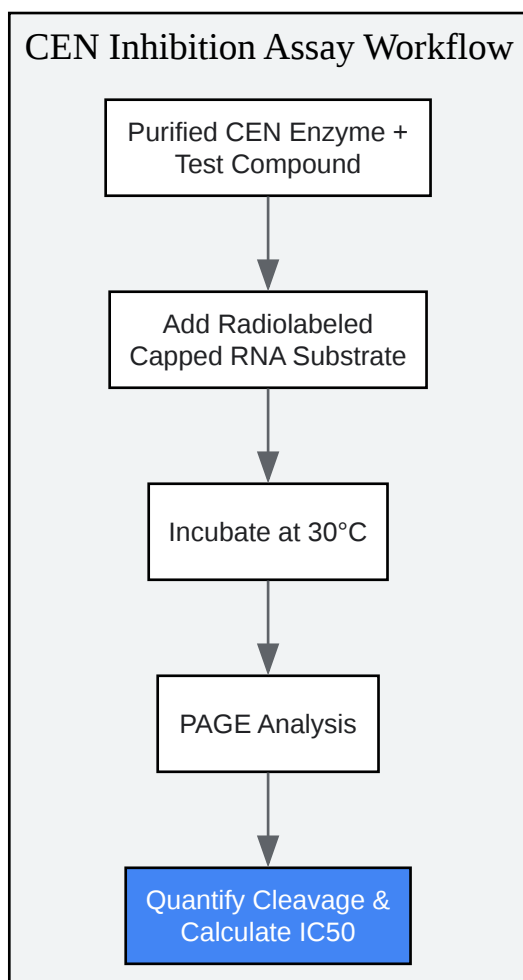 CEN Inhibition Assay Workflow
Purified CEN Enzyme +
Test Compound
Add Radiolabeled
Capped RNA Substrate
Incubate at 30°C
PAGE Analysis
Quantify Cleavage &
Calculate IC50